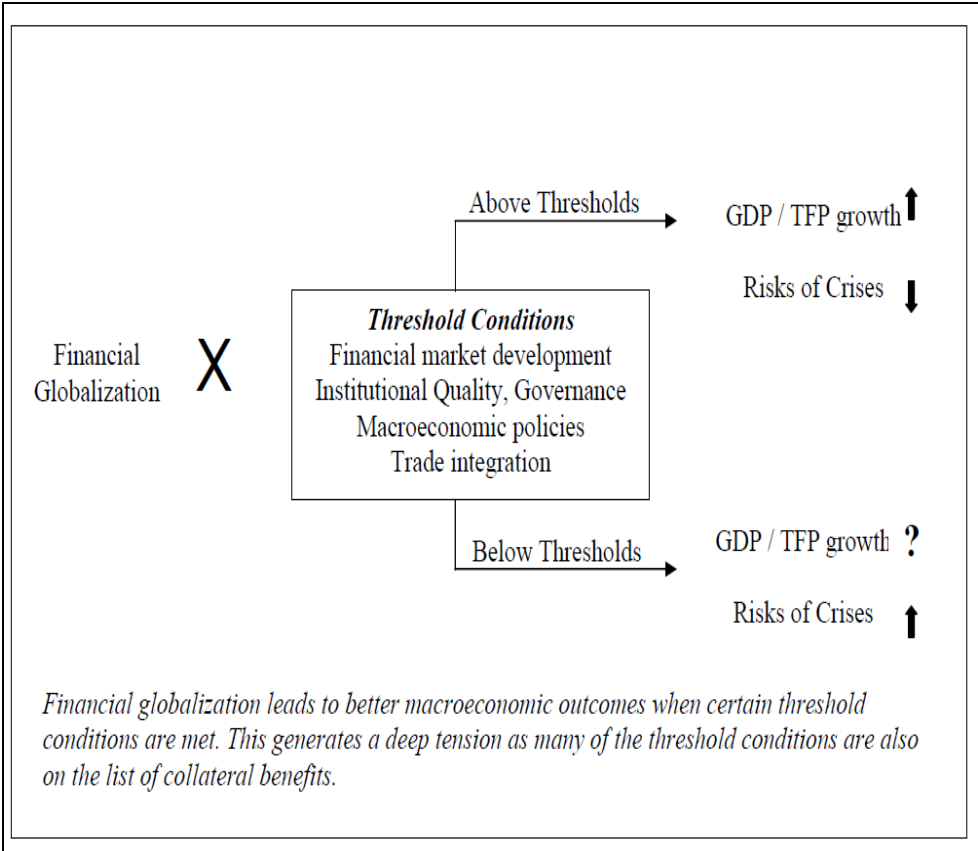 Above Thresholds
GDP / TFP growth
Risks of Crises
Threshold Conditions
Financial market development
Institutional Quality, Governance
Macroeconomic policies
Trade integration
Financial
Globalization
X
Below Thresholds
GDP / TFP growth ?
Risks of Crises
Financial globalization leads to better macroeconomic outcomes when certain threshold
conditions are met. This generates a deep tension as many of the threshold conditions are also
on the list of collateral benefits.